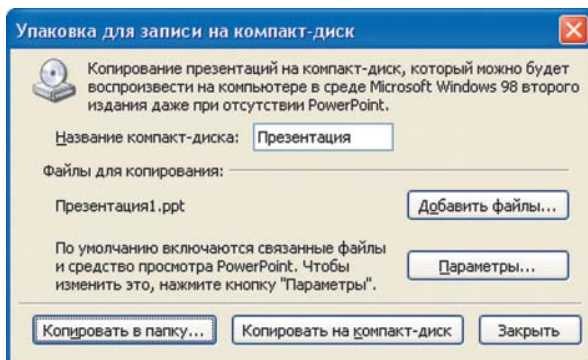 Упаковка для записи на компакт-диск
Копирование презентаций на компакт-диск, который можно будет
воспроизвести на компьютере в среде Microsoft Windows 98 второго
издания даже при отсутствии PowerPoint.
Название компакт-диска: Презентация
Файлы для копирования:
Презентация1.ppt
Добавить файлы...
По умолчанию включаются связанные файлы
и средство просмотра PowerPoint. Чтобы
изменить это, нажмите кнопку "Параметры".
Параметры...
Копировать в папку... Копировать на компакт-диск Закрыть